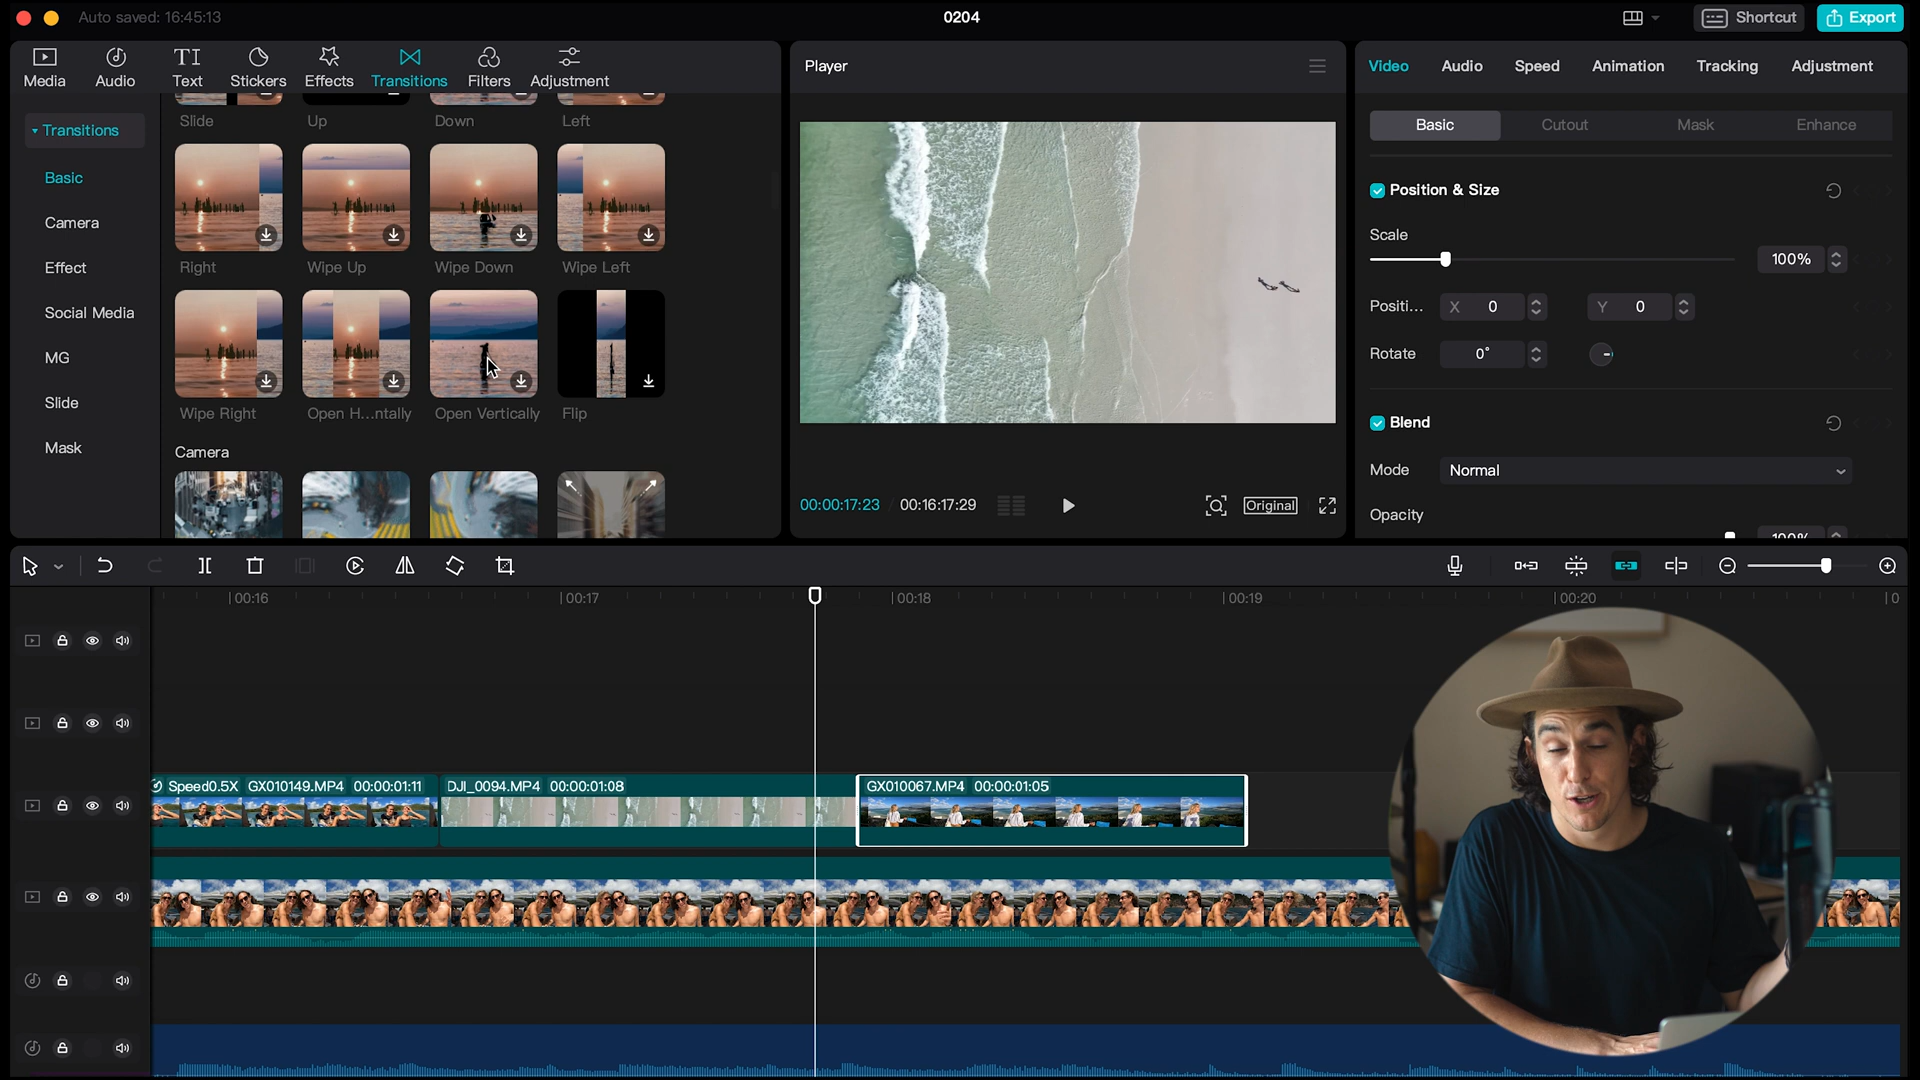 Auto saved: 16:45:13
0204
Shortcut
Export
Media
Audio
TI
Text
Stickers
Effects
Transitions
Filters
Adjustment
Transitions
Basic
Camera
Effect
Social Media
MG
Slide
Mask
Slide
Up
Down
Left
Right
Wipe Up
Wipe Down
Wipe Left
Wipe Right
Open H...ntally
Open Vertically
Flip
Camera
Player
00:00:17:23
00:16:17:29
Original
Video
Audio
Speed
Animation
Tracking
Adjustment
Basic
Cutout
Mask
Enhance
Position & Size
Scale
100%
Positi...
X 0
Y 0
Rotate
0°
Blend
Mode
Normal
Opacity
100%
00:16
00:17
00:18
00:19
00:20
0
Speed0.5X GX010149.MP4 00:00:01:11
DJI_0094.MP4 00:00:01:08
GX010067.MP4 00:00:01:05